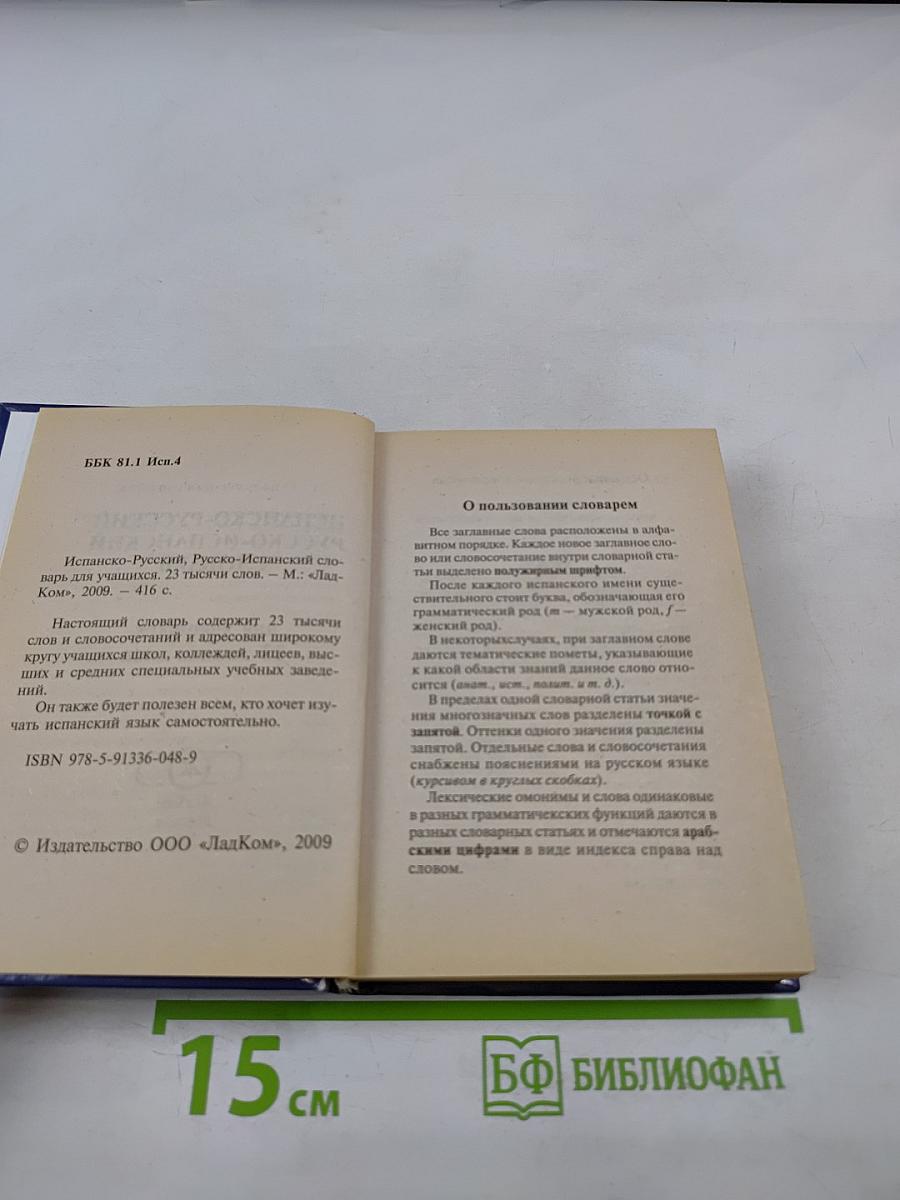 ББК 81.1 Исп.4
Испанско-Русский, Русско-Испанский сло-
варь для учащихся. 23 тысячи слов. – М.: «Лад-
Ком», 2009. – 416 с.
Настоящий словарь содержит 23 тысячи
слов и словосочетаний и адресован широкому
кругу учащихся школ, коллеждей, лицеев, выс-
ших и средних специальных учебных заведе-
ний.
Он также будет полезен всем, кто хочет изу-
чать испанский язык самостоятельно.
ISBN 978-5-91336-048-9
© Издательство ООО «ЛадКом», 2009
О пользовании словарем
Все заглавные слова расположены в алфа-
витном порядке. Каждое новое заглавное сло-
во или словосочетание внутри словарной ста-
тьи выделено полужирным шрифтом.
После каждого испанского имени суще-
ствительного стоит буква, обозначающая его
грамматический род (m — мужской род, f —
женский род).
В некоторыхслучаях, при заглавном слове
даются тематические пометы, указывающие
к какой области знаний данное слово отно-
сится (анат., ист., полит. и т. д.).
В пределах одной словарной статьи значе-
ния многозначных слов разделены точкой с
запятой. Оттенки одного значения разделены
запятой. Отдельные слова и словосочетания
снабжены пояснениями на русском языке
(курсивом в круглых скобках).
Лексические омонимы и слова одинаковые
в разных грамматичекских функций даются в
разных словарных статьях и отмечаются араб-
скими цифрами в виде индекса справа над
словом.
15 см
БФ БИБЛИОФАН